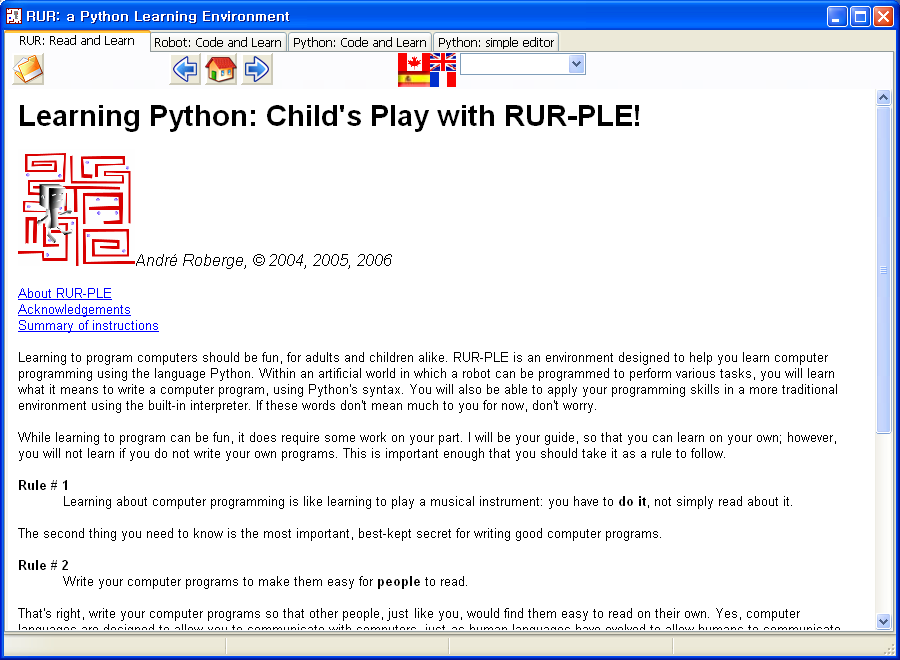 RUR: a Python Learning Environment
RUR: Read and Learn
Robot: Code and Learn
Python: Code and Learn
Python: simple editor
Learning Python: Child's Play with RUR-PLE!
André Roberge, © 2004, 2005, 2006
About RUR-PLE
Acknowledgements
Summary of instructions
Learning to program computers should be fun, for adults and children alike. RUR-PLE is an environment designed to help you learn computer
programming using the language Python. Within an artificial world in which a robot can be programmed to perform various tasks, you will learn
what it means to write a computer program, using Python's syntax. You will also be able to apply your programming skills in a more traditional
environment using the built-in interpreter. If these words don't mean much to you for now, don't worry.
While learning to program can be fun, it does require some work on your part. I will be your guide, so that you can learn on your own; however,
you will not learn if you do not write your own programs. This is important enough that you should take it as a rule to follow.
Rule # 1
Learning about computer programming is like learning to play a musical instrument: you have to do it, not simply read about it.
The second thing you need to know is the most important, best-kept secret for writing good computer programs.
Rule # 2
Write your computer programs to make them easy for people to read.
That's right, write your computer programs so that other people, just like you, would find them easy to read on their own. Yes, computer
languages are designed to allow you to communicate with computers, just as human languages have evolved to allow humans to communicate